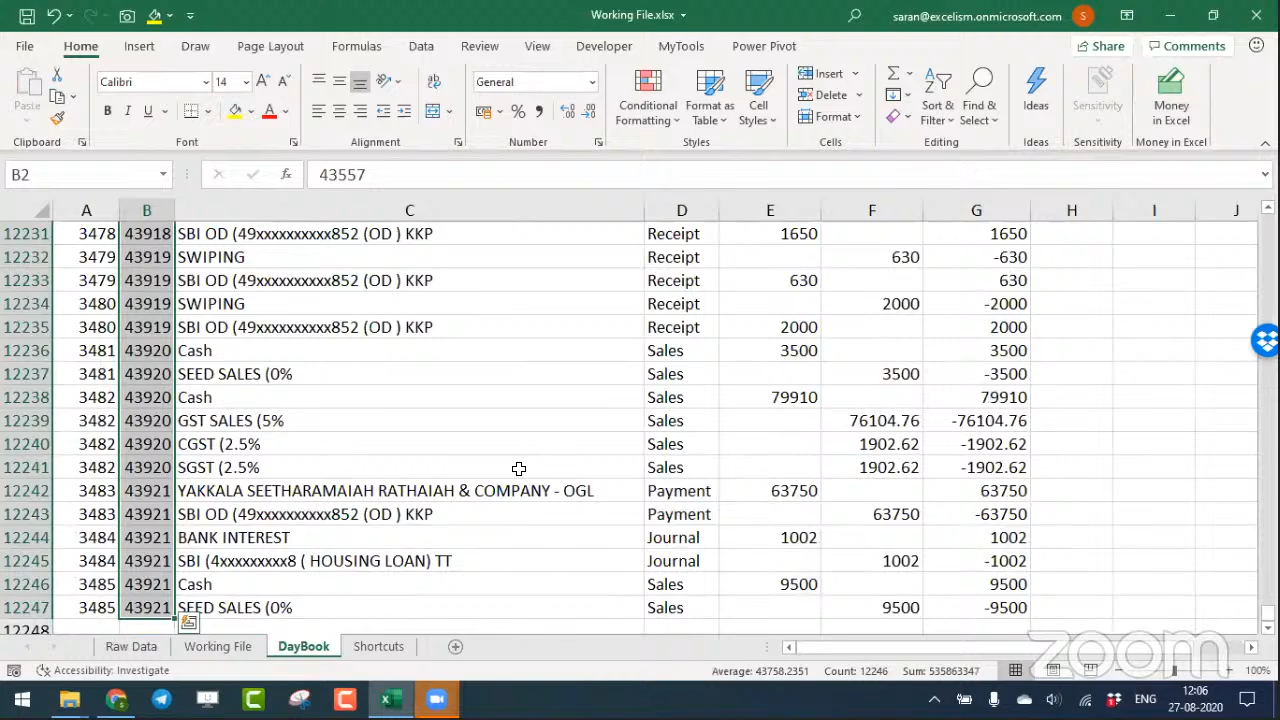 Working File.xlsx
saran@excelism.onmicrosoft.com S
File Home Insert Draw Page Layout Formulas Data Review View Developer MyTools Power Pivot Share Comments
Calibri 14 General Insert
Paste B I U A Conditional Formatting Format as Table Cell Styles Delete Format Sort & Filter Find & Select Ideas Sensitivity Money in Excel
Clipboard Font Alignment Number Styles Cells Editing Ideas Sensitivity Money in Excel
B2 fx 43557
A B C D E F G H I J
12231 3478 43918 SBI OD (49xxxxxxxxxx852 (OD ) KKP Receipt 1650 1650
12232 3479 43919 SWIPING Receipt 630 -630
12233 3479 43919 SBI OD (49xxxxxxxxxx852 (OD ) KKP Receipt 630 630
12234 3480 43919 SWIPING Receipt 2000 -2000
12235 3480 43919 SBI OD (49xxxxxxxxxx852 (OD ) KKP Receipt 2000 2000
12236 3481 43920 Cash Sales 3500 3500
12237 3481 43920 SEED SALES (0% Sales 3500 -3500
12238 3482 43920 Cash Sales 79910 79910
12239 3482 43920 GST SALES (5% Sales 76104.76 -76104.76
12240 3482 43920 CGST (2.5% Sales 1902.62 -1902.62
12241 3482 43920 SGST (2.5% Sales 1902.62 -1902.62
12242 3483 43921 YAKKALA SEETHARAMAIAH RATHAIAH & COMPANY - OGL Payment 63750 63750
12243 3483 43921 SBI OD (49xxxxxxxxxx852 (OD ) KKP Payment 63750 -63750
12244 3484 43921 BANK INTEREST Journal 1002 1002
12245 3484 43921 SBI (4xxxxxxxxx8 ( HOUSING LOAN) TT Journal 1002 -1002
12246 3485 43921 Cash Sales 9500 9500
12247 3485 43921 SEED SALES (0% Sales 9500 -9500
12248
Raw Data Working File DayBook Shortcuts
zoom
Accessibility: Investigate Average: 43758.2351 Count: 12246 Sum: 535863347 100%
ENG 12:06
27-08-2020